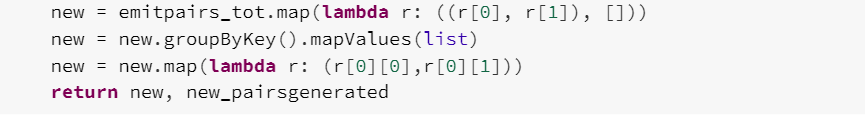 new = emitpairs_tot.map(lambda r: ((r[0], r[1]), []))
new = new.groupByKey().mapValues(list)
new = new.map(lambda r: (r[0][0],r[0][1]))
return new, new_pairsgenerated